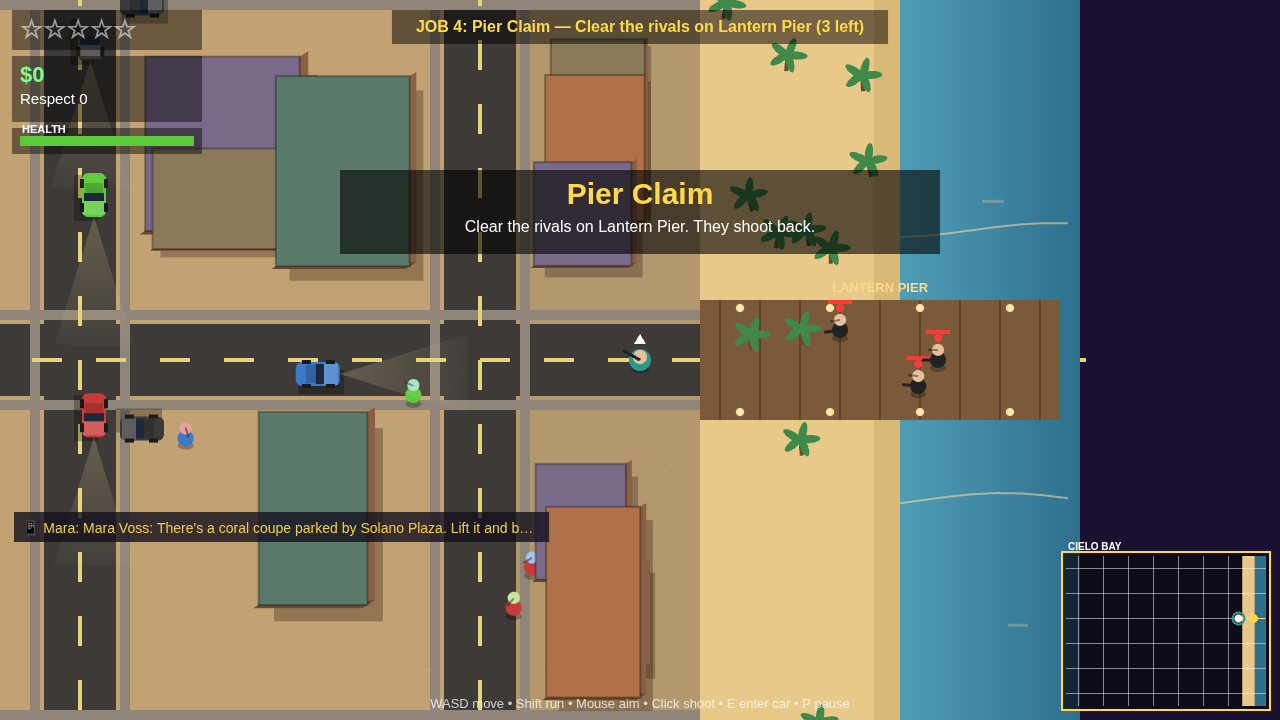 JOB 4: Pier Claim — Clear the rivals on Lantern Pier (3 left)
$0
Respect 0
HEALTH
Pier Claim
Clear the rivals on Lantern Pier. They shoot back.
LANTERN PIER
Mara: Mara Voss: There's a coral coupe parked by Solano Plaza. Lift it and b…
CIELO BAY
WASD move • Shift run • Mouse aim • Click shoot • E enter car • P pause